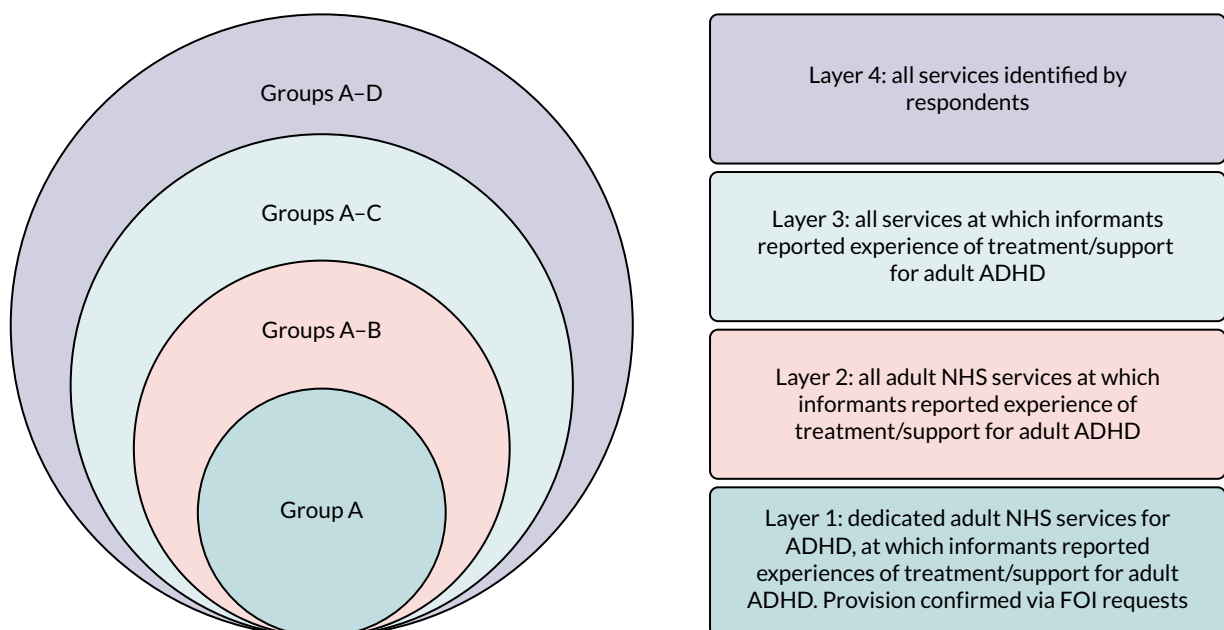 Groups A–D
Groups A–C
Groups A–B
Group A
Layer 4: all services identified by
respondents
Layer 3: all services at which informants
reported experience of treatment/support
for adult ADHD
Layer 2: all adult NHS services at which
informants reported experience of
treatment/support for adult ADHD
Layer 1: dedicated adult NHS services for
ADHD, at which informants reported
experiences of treatment/support for adult
ADHD. Provision confirmed via FOI requests